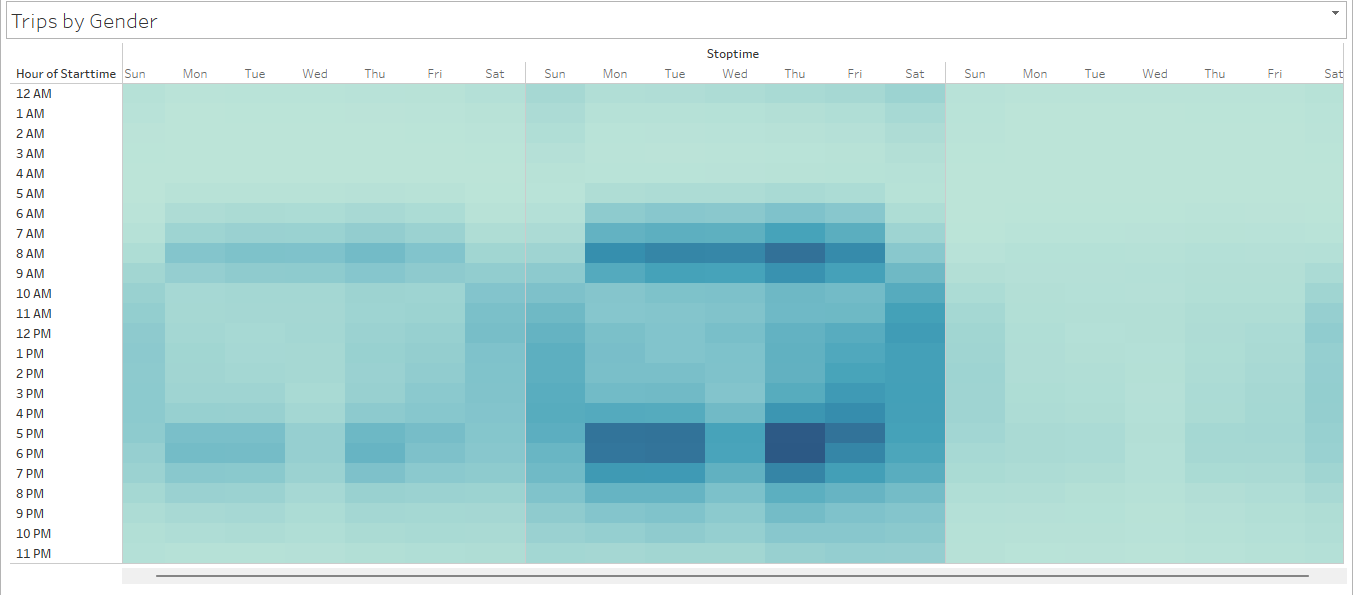 Trips by Gender
Stoptime
Hour of Starttime Sun Mon Tue Wed Thu Fri Sat Sun Mon Tue Wed Thu Fri Sat Sun Mon Tue Wed Thu Fri Sat
12 AM
1 AM
2 AM
3 AM
4 AM
5 AM
6 AM
7 AM
8 AM
9 AM
10 AM
11 AM
12 PM
1 PM
2 PM
3 PM
4 PM
5 PM
6 PM
7 PM
8 PM
9 PM
10 PM
11 PM